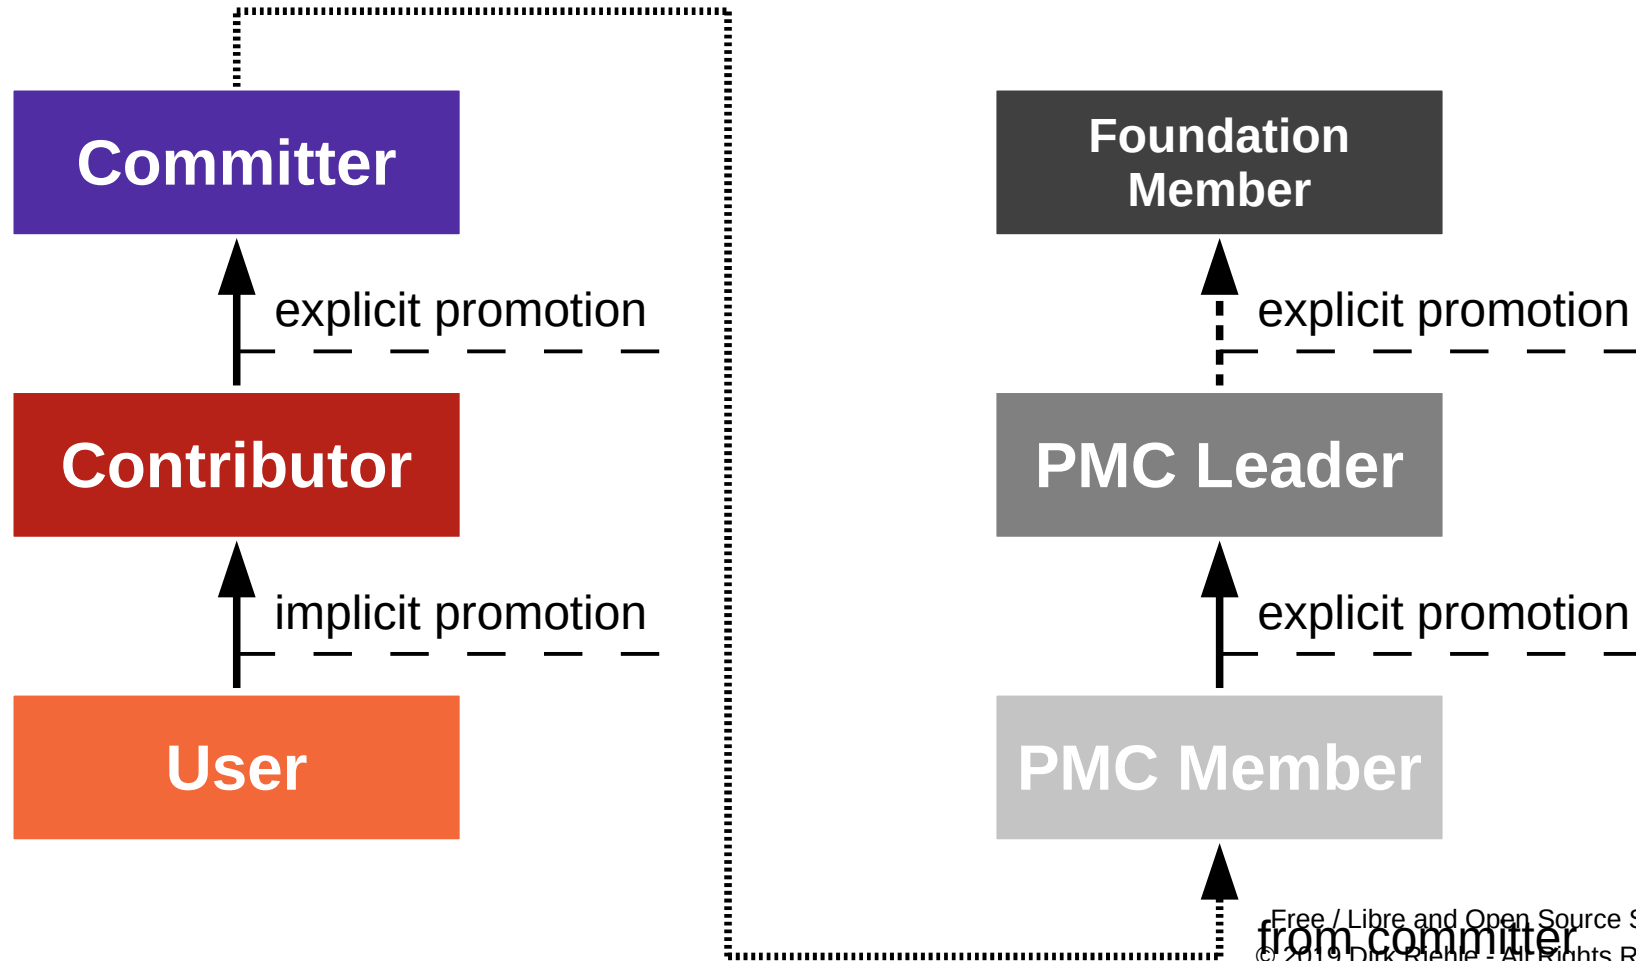 Committer
explicit promotion
Contributor
implicit promotion
User
Foundation
Member
explicit promotion
PMC Leader
explicit promotion
PMC Member
from committer
Free / Libre and Open Source S
© 2019 Dirk Riehle - All Rights R